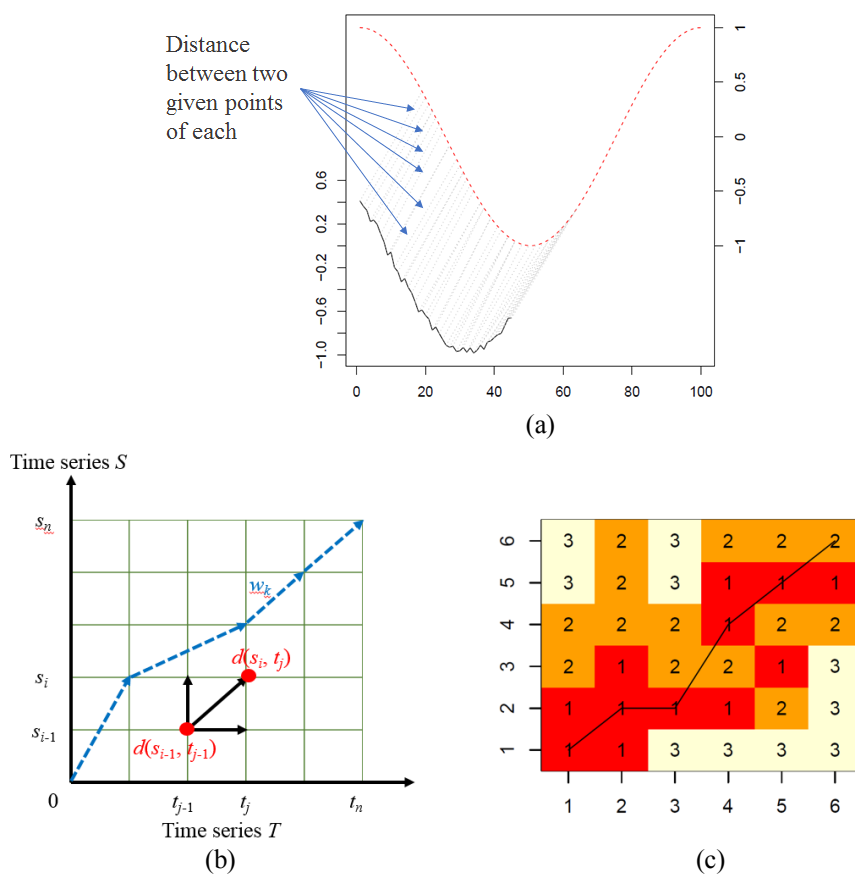 Distance
between two
given points
of each
1
0.5
0
−0.5
−1
0.6
0.2
−0.2
−0.6
−1.0
0 20 40 60 80 100
(a)
Time series S
sn
wk
d(si, tj)
si
si-1
d(si-1, tj-1)
0 tj-1 tj tn
Time series T
(b)
6 3 2 3 2 2 2
5 3 2 3 1 1 1
4 2 2 2 1 2 2
3 2 1 2 2 1 3
2 1 1 1 1 2 3
1 1 1 3 3 3 3
1 2 3 4 5 6
(c)